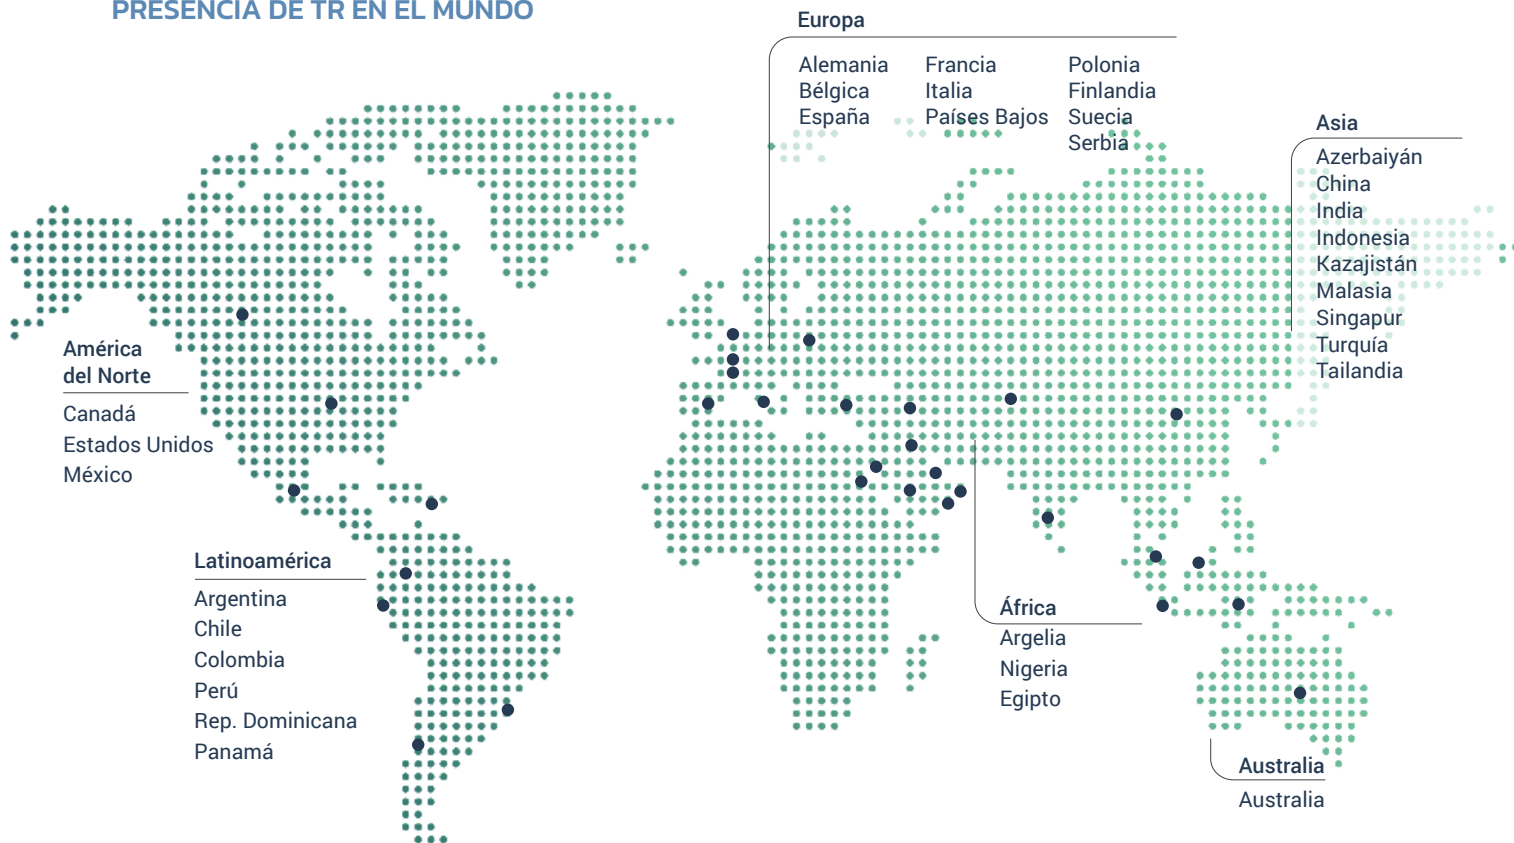 PRESENCIA DE TR EN EL MUNDO
Europa
Alemania
Bélgica
España
Francia
Italia
Países Bajos
Polonia
Finlandia
Suecia
Serbia
Asia
Azerbaiyán
China
India
Indonesia
Kazajistán
Malasia
Singapur
Turquía
Tailandia
América
del Norte
Canadá
Estados Unidos
México
Latinoamérica
Argentina
Chile
Colombia
Perú
Rep. Dominicana
Panamá
África
Argelia
Nigeria
Egipto
Australia
Australia